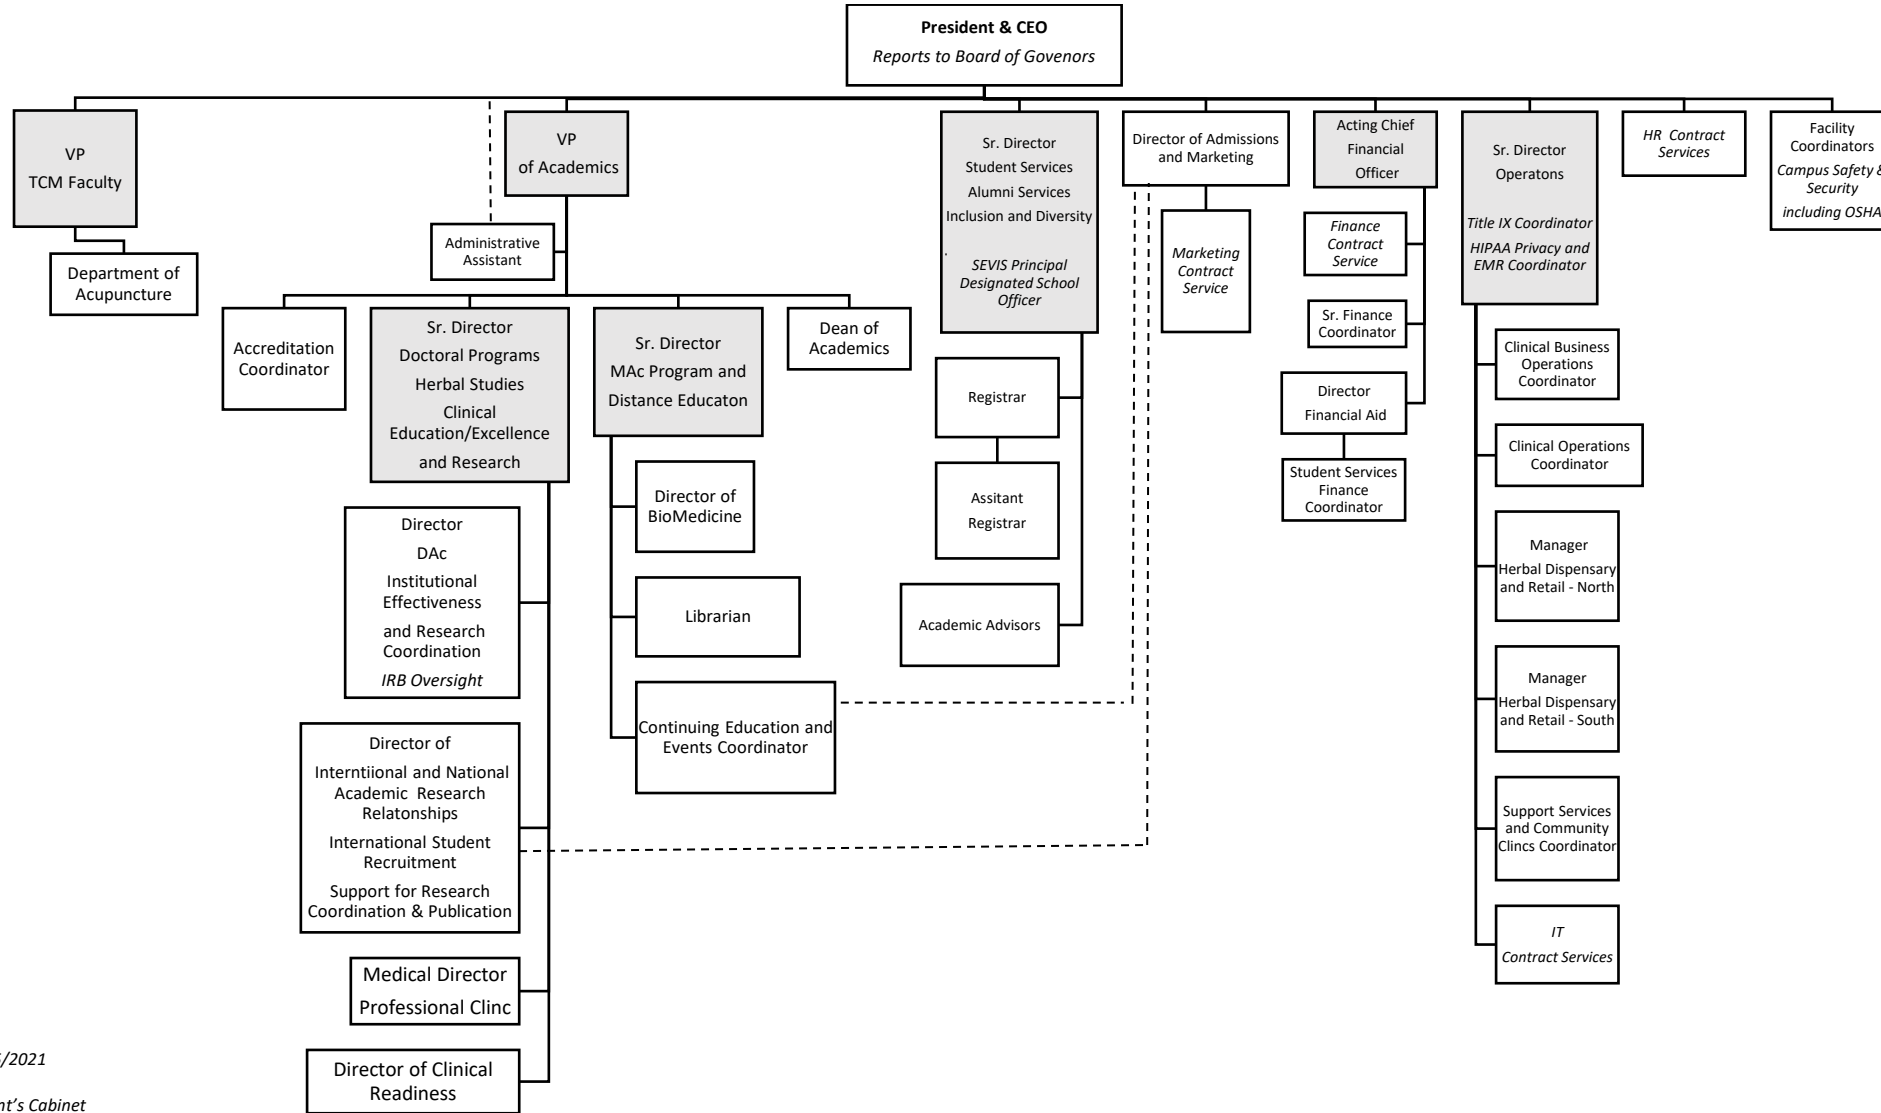 President & CEO
Reports to Board of Govenors
VP
TCM Faculty
Department of
Acupuncture
VP
of Academics
Administrative
Assistant
Accreditation
Coordinator
Sr. Director
Doctoral Programs
Herbal Studies
Clinical
Education/Excellence
and Research
Director
DAc
Institutional
Effectiveness
and Research
Coordination
IRB Oversight
Director of
Interntiional and National
Academic Research
Relatonships
International Student
Recruitment
Support for Research
Coordination & Publication
Medical Director
Professional Clinc
Director of Clinical
Readiness
Sr. Director
MAc Program and
Distance Educaton
Director of
BioMedicine
Librarian
Continuing Education and
Events Coordinator
Dean of
Academics
Sr. Director
Student Services
Alumni Services
Inclusion and Diversity
.
SEVIS Principal
Designated School
Officer
Registrar
Assitant
Registrar
Academic Advisors
Director of Admissions
and Marketing
Marketing
Contract
Service
Acting Chief
Financial
Officer
Finance
Contract
Service
Sr. Finance
Coordinator
Director
Financial Aid
Student Services
Finance
Coordinator
Sr. Director
Operatons
Title IX Coordinator
HIPAA Privacy and
EMR Coordinator
Clinical Business
Operations
Coordinator
Clinical Operations
Coordinator
Manager
Herbal Dispensary
and Retail - North
Manager
Herbal Dispensary
and Retail - South
Support Services
and Community
Clincs Coordinator
IT
Contract Services
HR Contract
Services
Facility
Coordinators
Campus Safety &
Security
including OSHA
/2021
nt's Cabinet